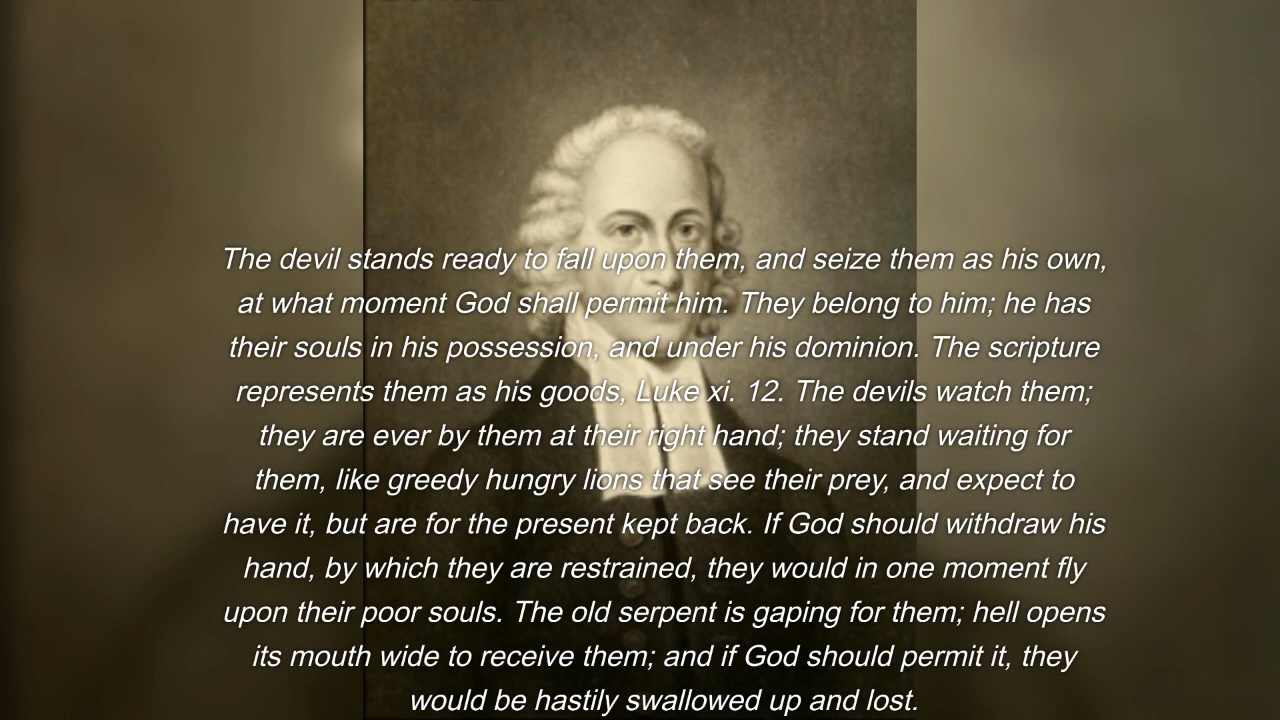 The devil stands ready to fall upon them, and seize them as his own,
at what moment God shall permit him. They belong to him; he has
their souls in his possession, and under his dominion. The scripture
represents them as his goods, Luke xi. 12. The devils watch them;
they are ever by them at their right hand; they stand waiting for
them, like greedy hungry lions that see their prey, and expect to
have it, but are for the present kept back. If God should withdraw his
hand, by which they are restrained, they would in one moment fly
upon their poor souls. The old serpent is gaping for them; hell opens
its mouth wide to receive them; and if God should permit it, they
would be hastily swallowed up and lost.